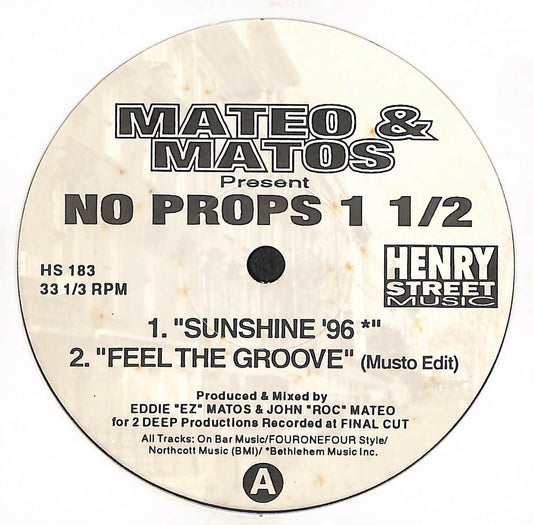 MATEO &
MATOS
Present
NO PROPS 1 1/2
HS 183
33 1/3 RPM
HENRY
STREET
MUSIC
1. "SUNSHINE '96 *"
2. "FEEL THE GROOVE" (Musto Edit)
Produced & Mixed by
EDDIE "EZ" MATOS & JOHN "ROC" MATEO
for 2 DEEP Productions Recorded at FINAL CUT
All Tracks: On Bar Music/FOURONEFOUR Style/
Northcott Music (BMI)/ *Bethlehem Music Inc.
A